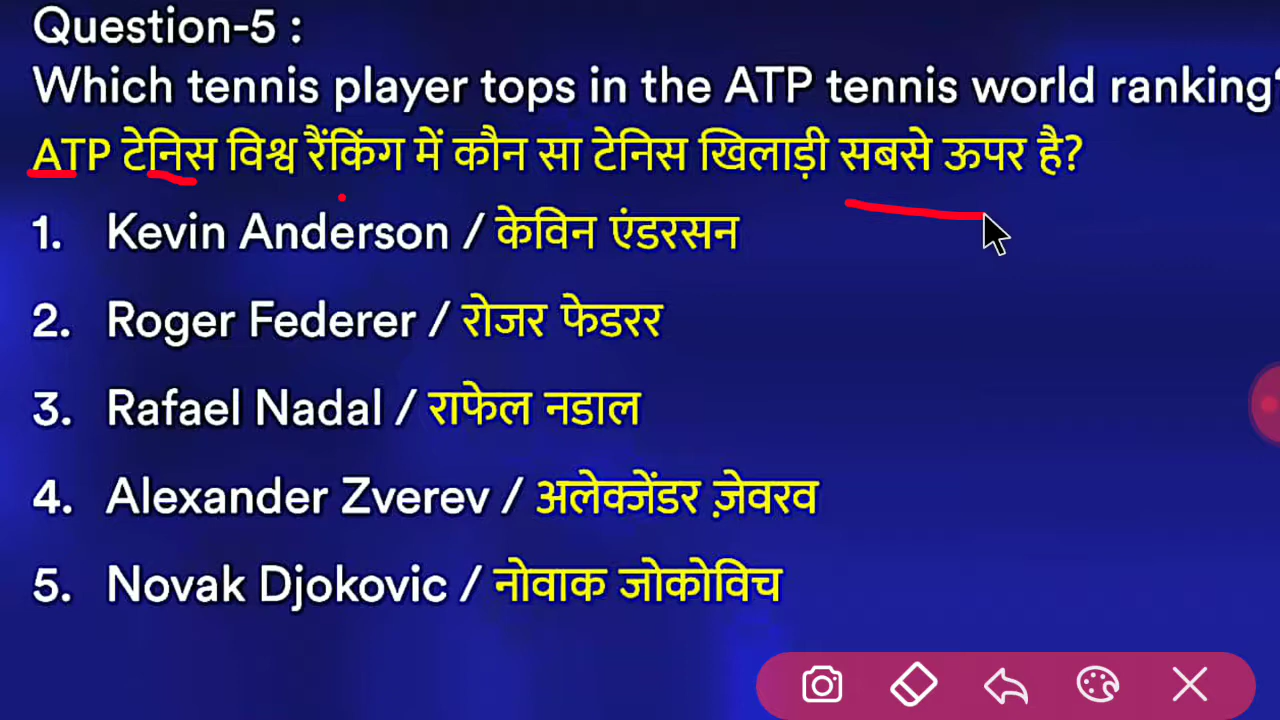 Question-5 :
Which tennis player tops in the ATP tennis world ranking?
ATP टेनिस विश्व रैंकिंग में कौन सा टेनिस खिलाड़ी सबसे ऊपर है?
1. Kevin Anderson / केविन एंडरसन
2. Roger Federer / रोजर फेडरर
3. Rafael Nadal / राफेल नडाल
4. Alexander Zverev / अलेक्जेंडर ज़ेवरव
5. Novak Djokovic / नोवाक जोकोविच